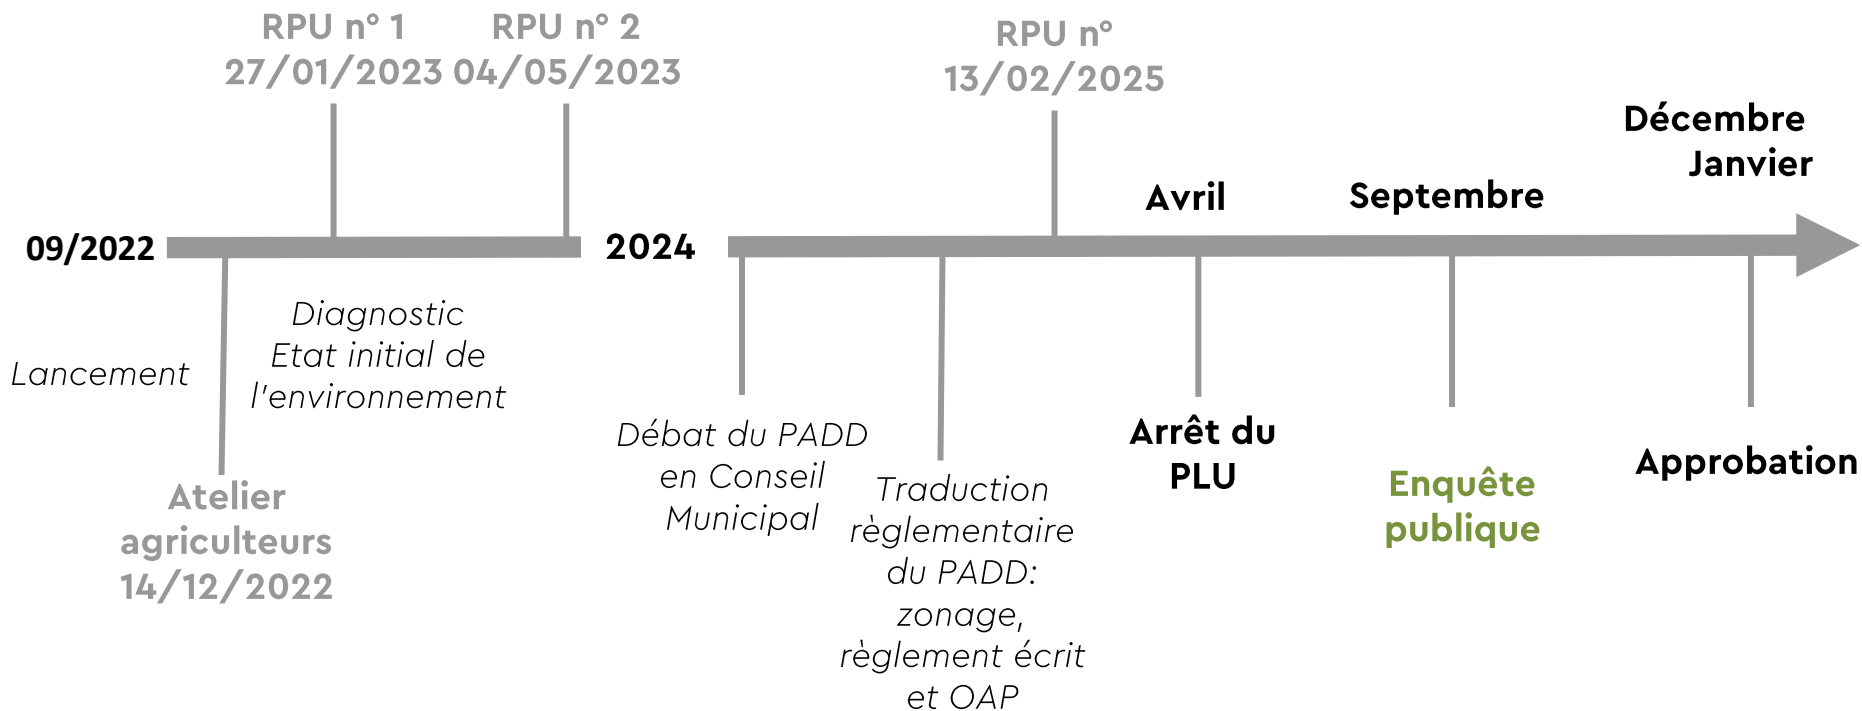 RPU n° 1
27/01/2023
RPU n° 2
04/05/2023
RPU n°
13/02/2025
Décembre
Janvier
Avril
Septembre
09/2022
2024
Lancement
Diagnostic
Etat initial de
l'environnement
Atelier
agriculteurs
14/12/2022
Débat du PADD
en Conseil
Municipal
Traduction
règlementaire
du PADD:
zonage,
règlement écrit
et OAP
Arrêt du
PLU
Enquête
publique
Approbation